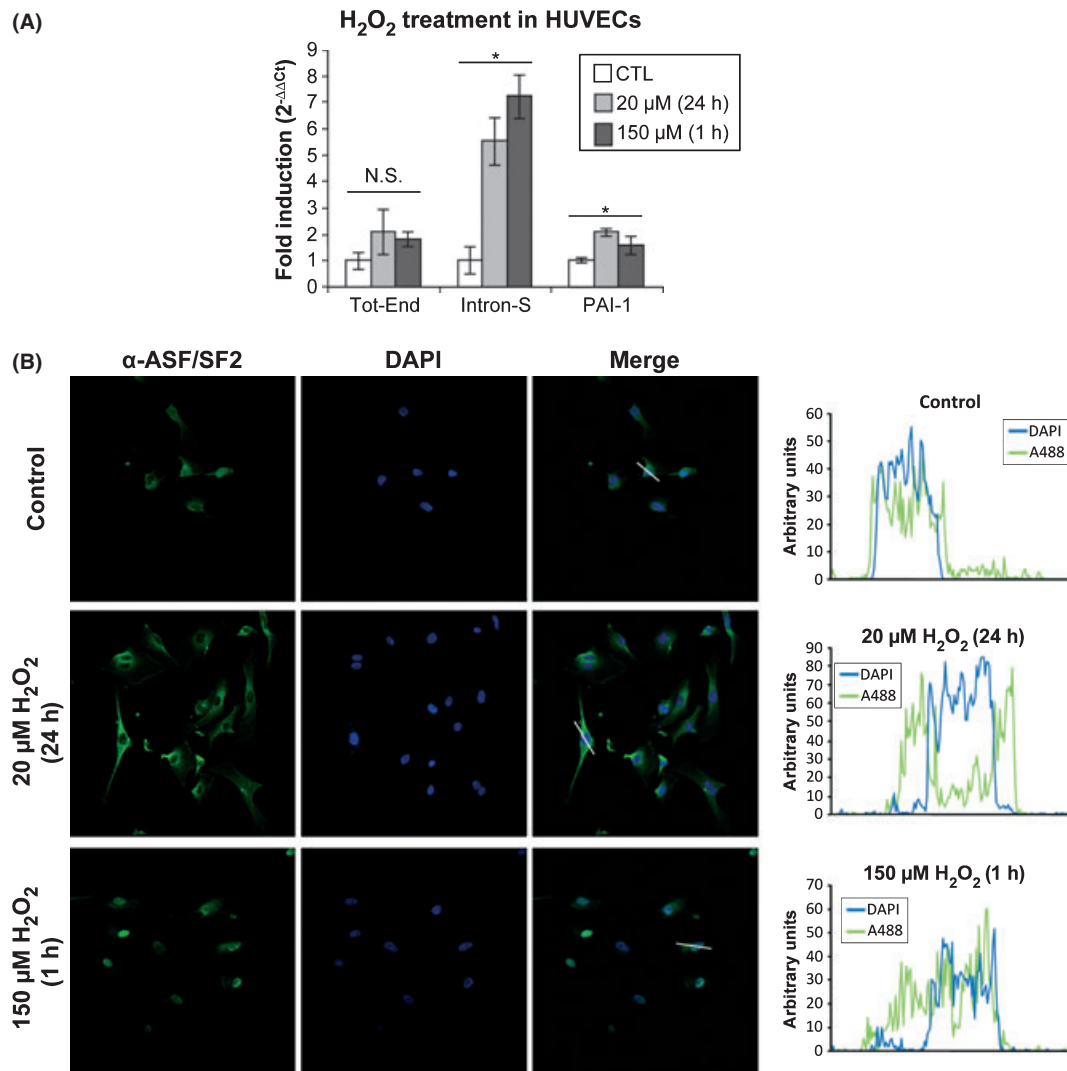 (A)
H₂O₂ treatment in HUVECs
Fold induction (2⁻ΔΔCt)
9
8
7
6
5
4
3
2
1
0
CTL
20 µM (24 h)
150 µM (1 h)
N.S.
*
*
Tot-End
Intron-S
PAI-1
(B)
α-ASF/SF2
DAPI
Merge
Control
Control
Arbitrary units
60
50
40
30
20
10
0
DAPI
A488
20 µM H₂O₂
(24 h)
20 µM H₂O₂ (24 h)
Arbitrary units
90
80
70
60
50
40
30
20
10
0
DAPI
A488
150 µM H₂O₂
(1 h)
150 µM H₂O₂ (1 h)
Arbitrary units
70
60
50
40
30
20
10
0
DAPI
A488